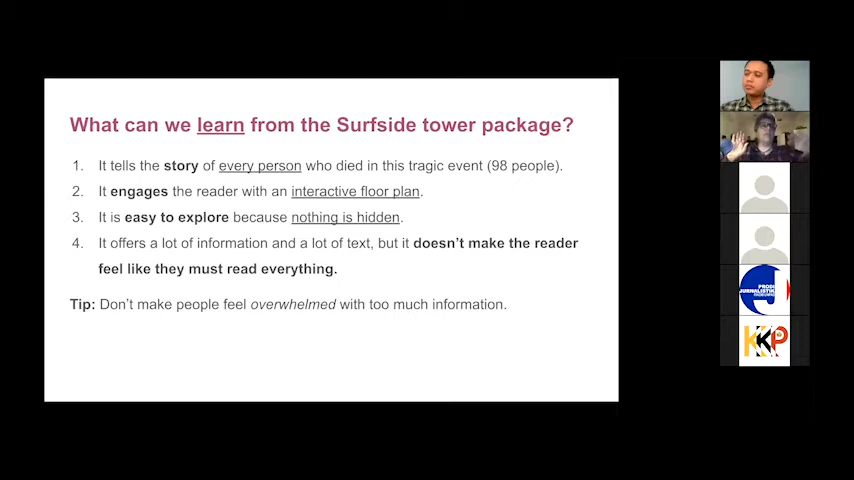 What can we learn from the Surfside tower package?
1. It tells the story of every person who died in this tragic event (98 people).
2. It engages the reader with an interactive floor plan.
3. It is easy to explore because nothing is hidden.
4. It offers a lot of information and a lot of text, but it doesn’t make the reader
feel like they must read everything.
Tip: Don’t make people feel overwhelmed with too much information.
PRODI
JURNALISTIK
KKP